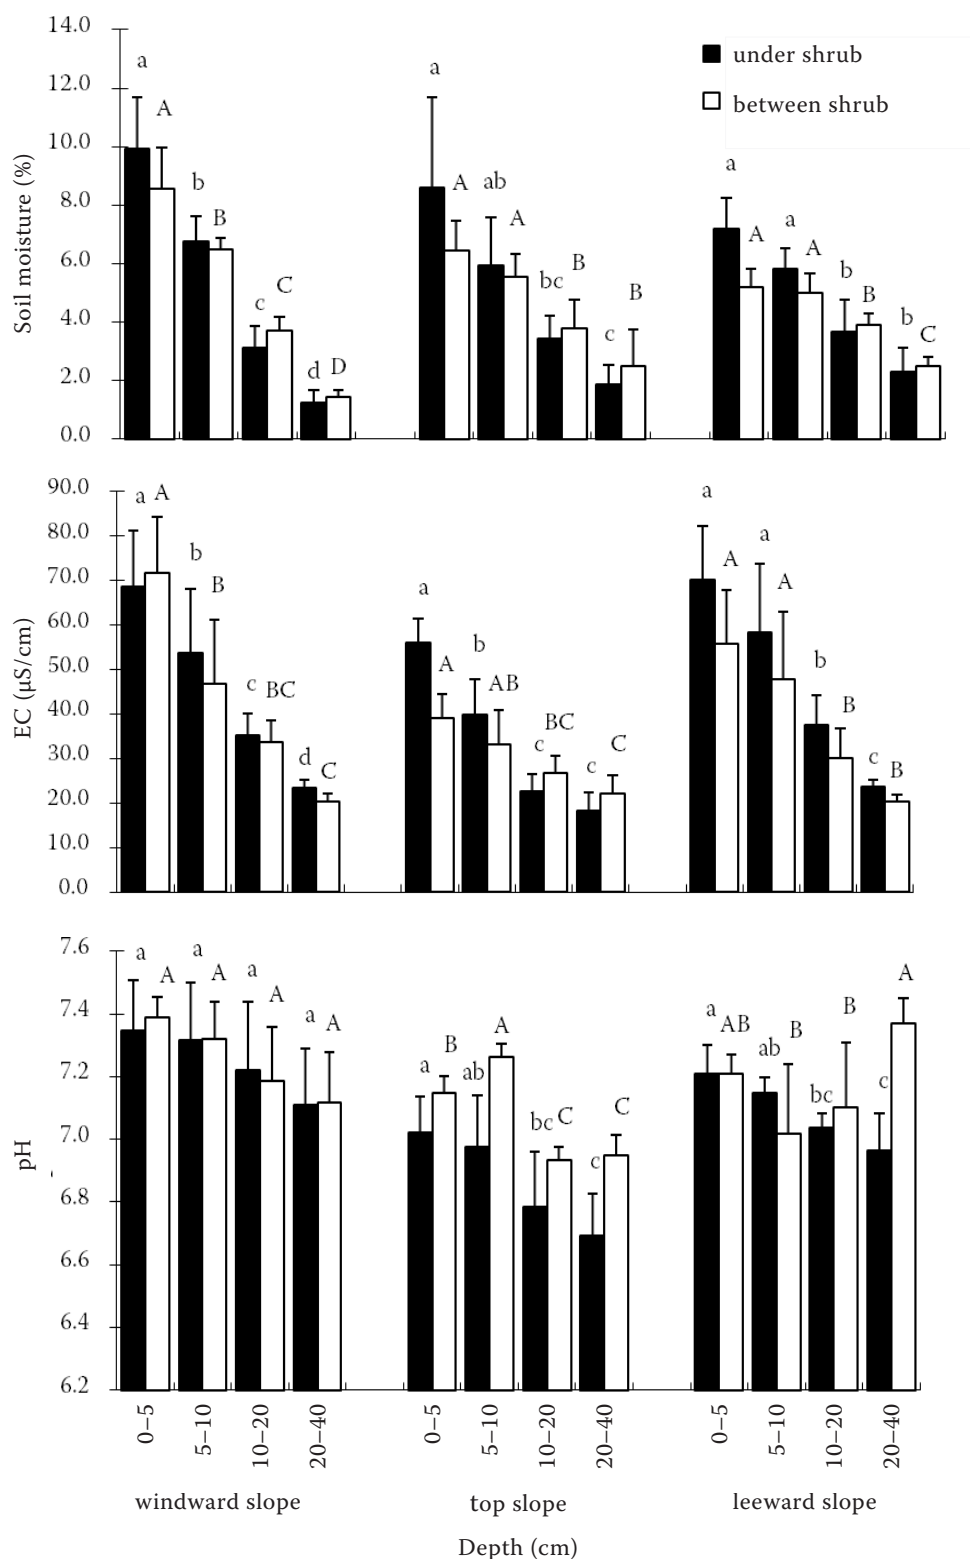 14.0
12.0
10.0
8.0
6.0
4.0
2.0
0.0
Soil moisture (%)
under shrub
between shrub
a A b B c C d D
a A ab A bc B c B
a A a A b B b C
90.0
80.0
70.0
60.0
50.0
40.0
30.0
20.0
10.0
0.0
EC (µS/cm)
a A b B c BC d C
a A b AB c BC c C
a A a A b B c B
7.6
7.4
7.2
7.0
6.8
6.6
6.4
6.2
pH
a A a A a A a A
a B ab A bc C c C
a AB ab B bc B c A
0–5 5–10 10–20 20–40
0–5 5–10 10–20 20–40
0–5 5–10 10–20 20–40
windward slope
top slope
leeward slope
Depth (cm)